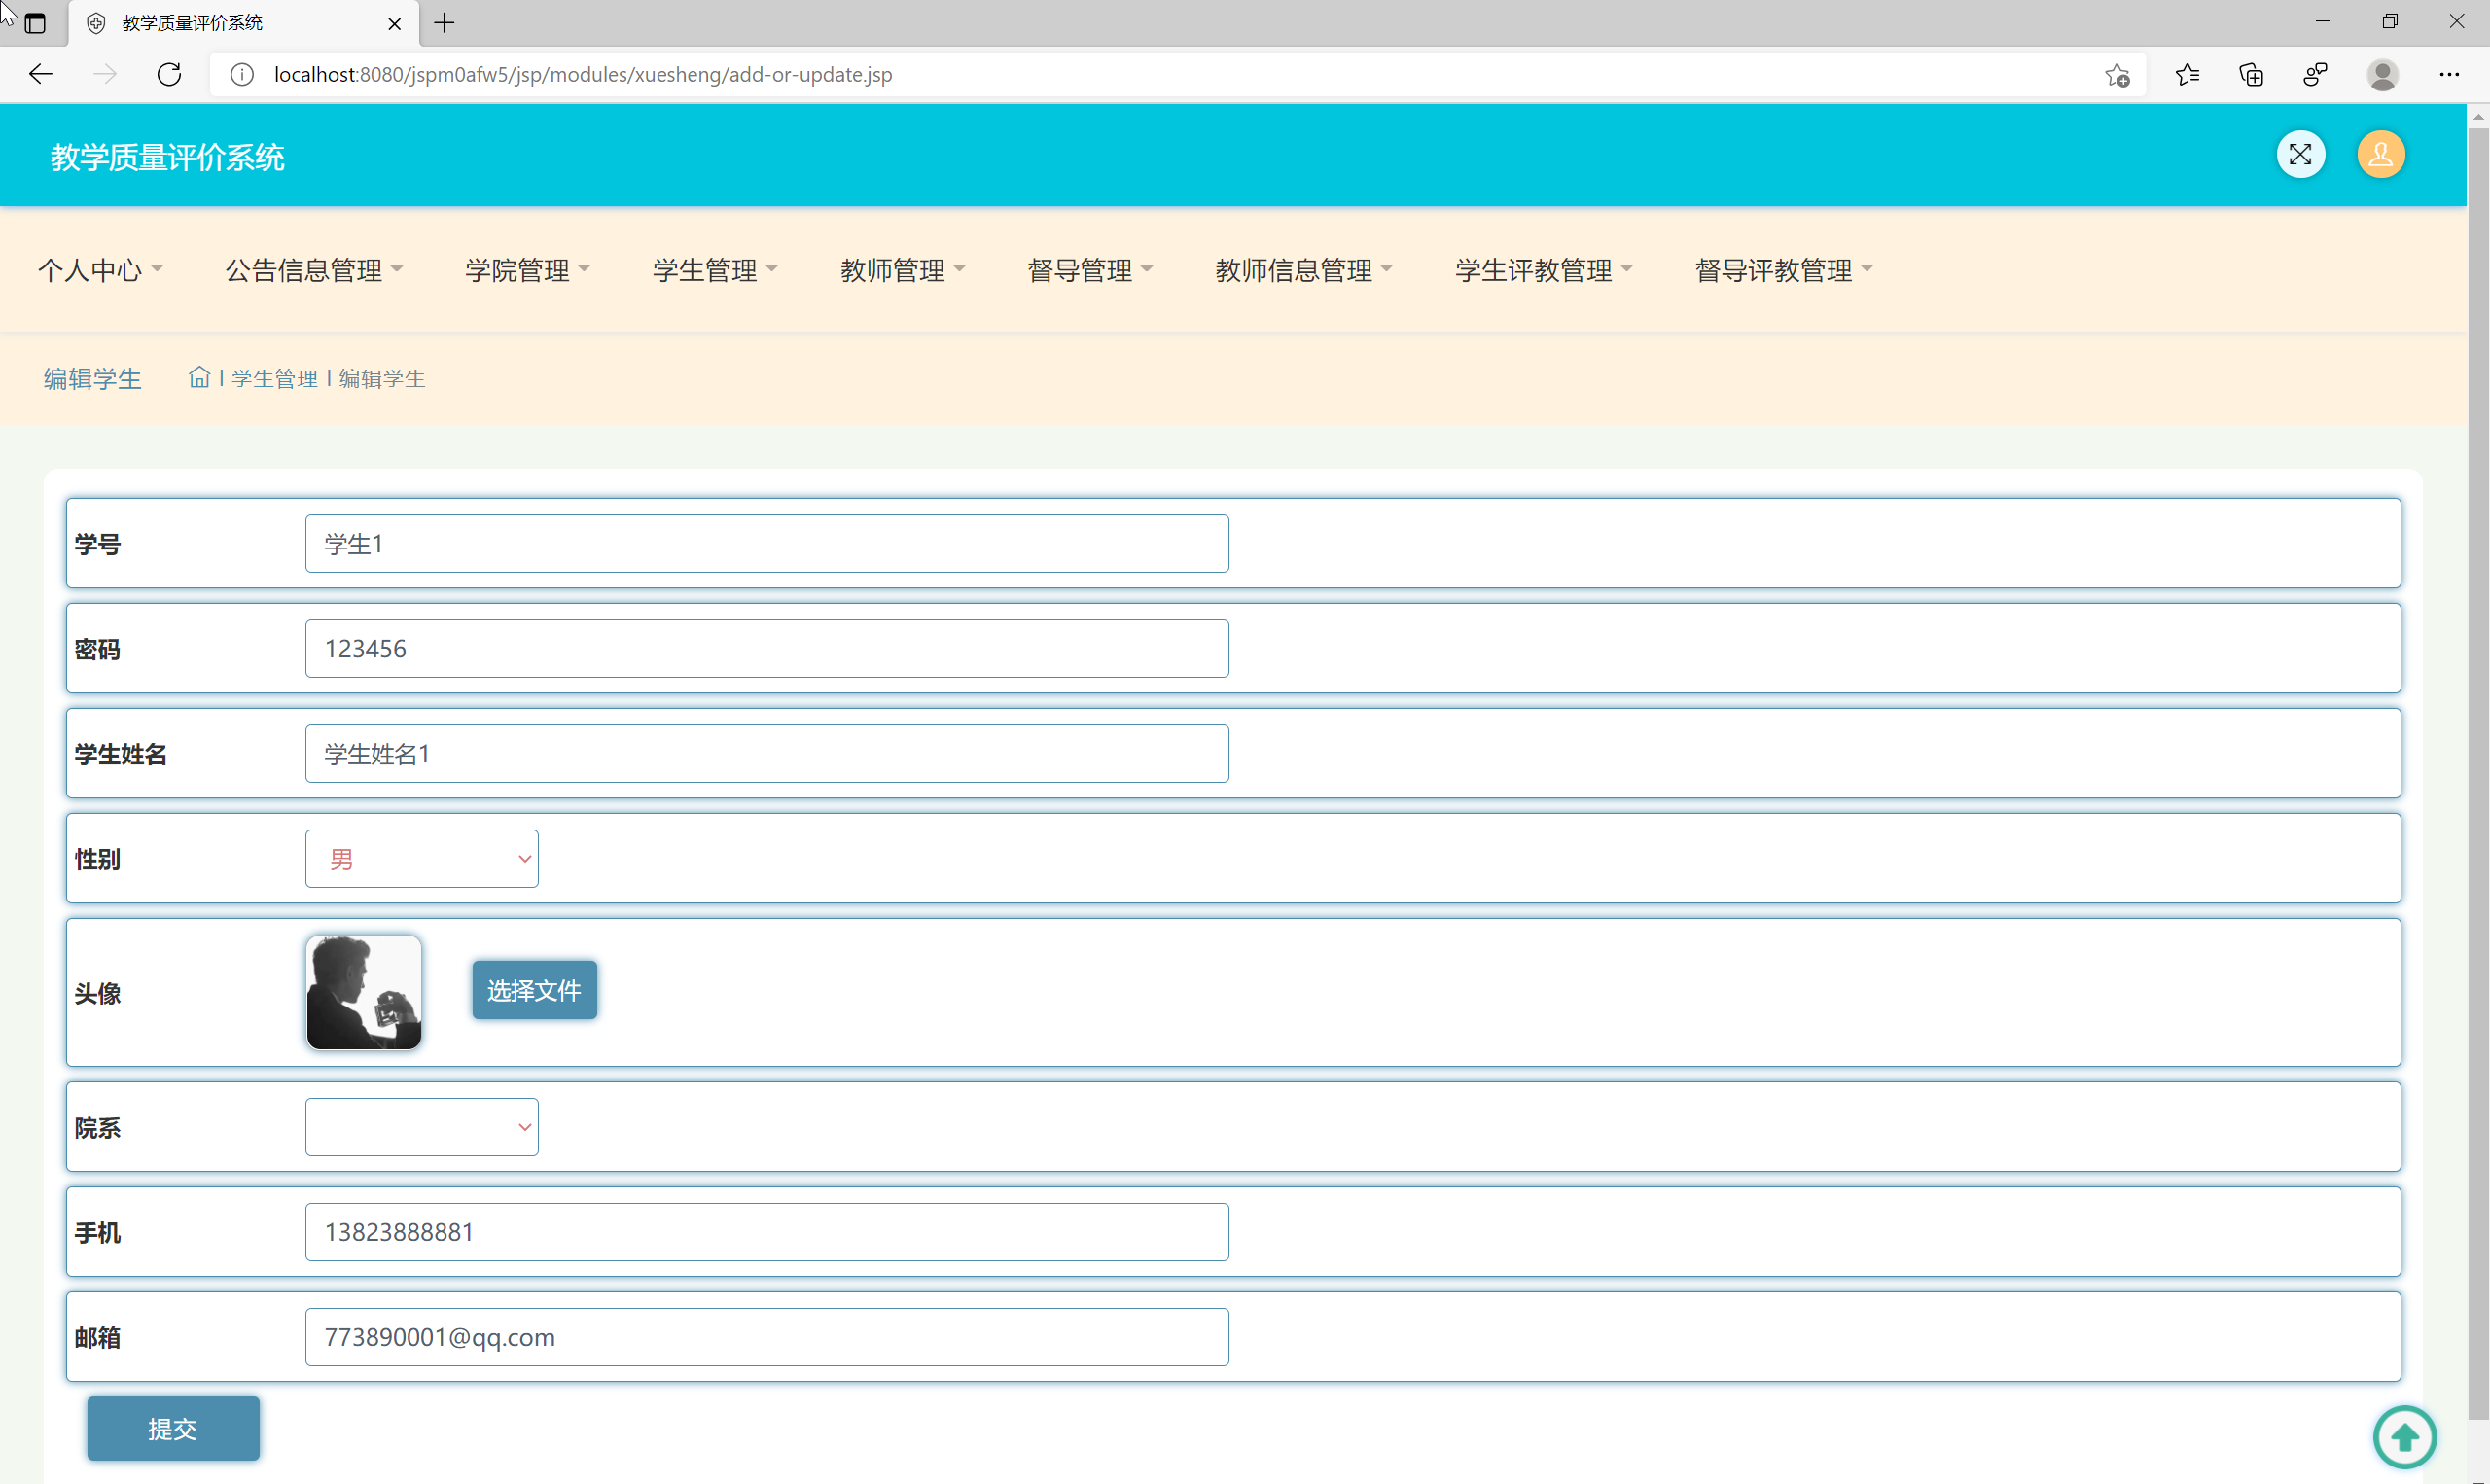 教学质量评价系统
localhost:8080/jspm0afw5/jsp/modules/xuesheng/add-or-update.jsp
教学质量评价系统
个人中心 公告信息管理 学院管理 学生管理 教师管理 督导管理 教师信息管理 学生评教管理 督导评教管理
编辑学生 学生管理 编辑学生
学号 学生1
密码 123456
学生姓名 学生姓名1
性别 男
头像 选择文件
院系
手机 13823888881
邮箱 773890001@qq.com
提交